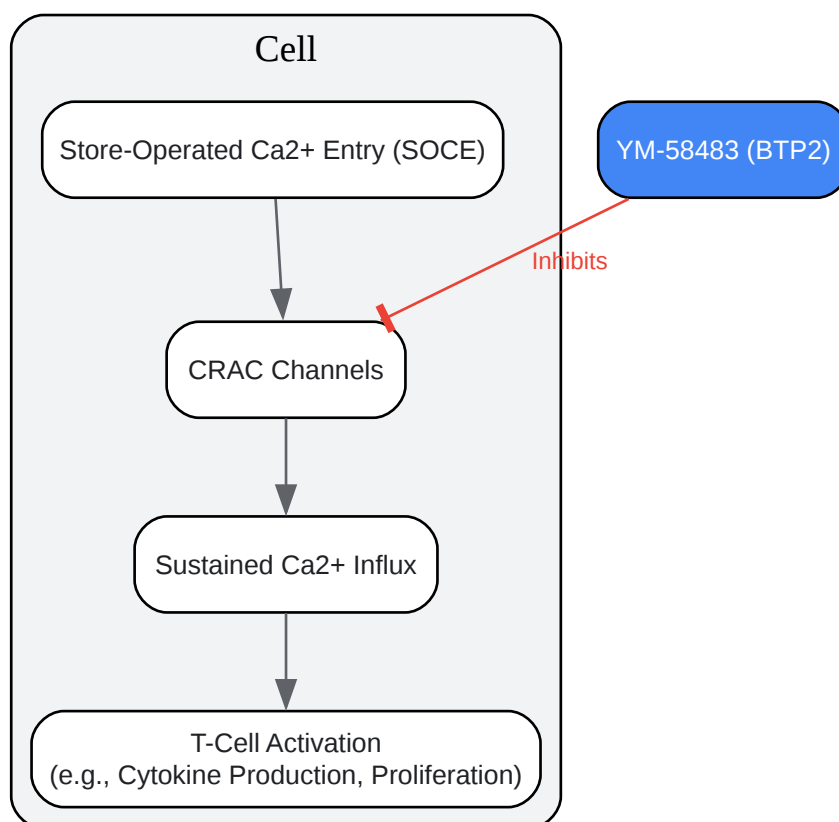 Cell
Store-Operated Ca2+ Entry (SOCE)
YM-58483 (BTP2)
Inhibits
CRAC Channels
Sustained Ca2+ Influx
T-Cell Activation
(e.g., Cytokine Production, Proliferation)